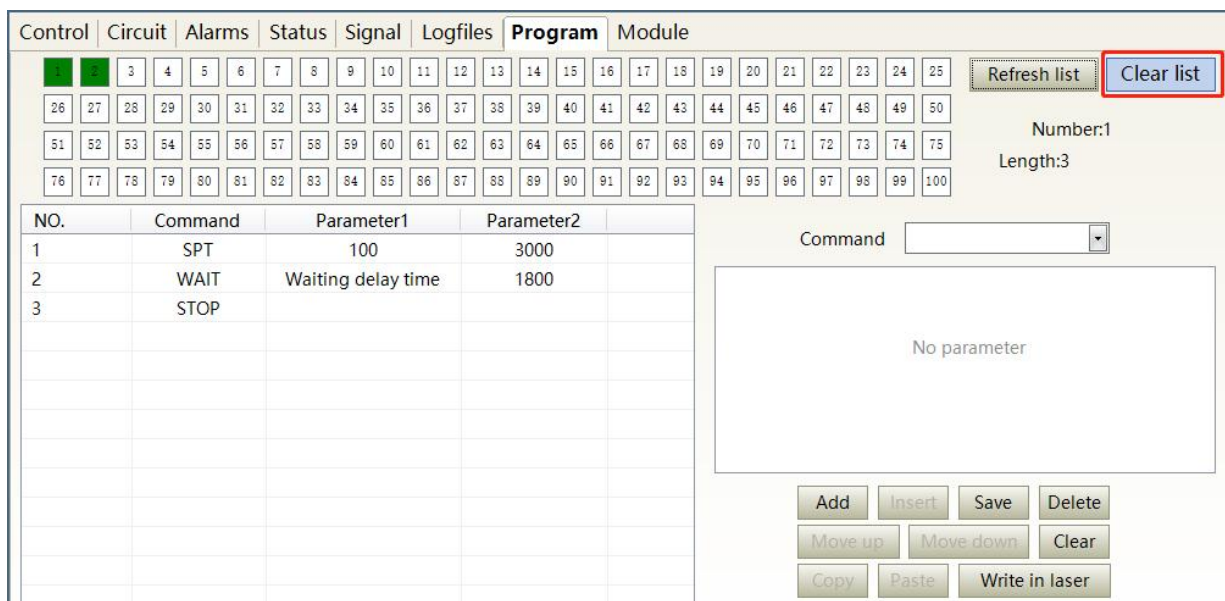 Control Circuit Alarms Status Signal Logfiles Program Module
1 2 3 4 5 6 7 8 9 10 11 12 13 14 15 16 17 18 19 20 21 22 23 24 25 Refresh list Clear list
26 27 28 29 30 31 32 33 34 35 36 37 38 39 40 41 42 43 44 45 46 47 48 49 50
Number:1
51 52 53 54 55 56 57 58 59 60 61 62 63 64 65 66 67 68 69 70 71 72 73 74 75
Length:3
76 77 78 79 80 81 82 83 84 85 86 87 88 89 90 91 92 93 94 95 96 97 98 99 100
NO. Command Parameter1 Parameter2
1 SPT 100 3000
2 WAIT Waiting delay time 1800
3 STOP
Command
No parameter
Add Insert Save Delete
Move up Move down Clear
Copy Paste Write in laser